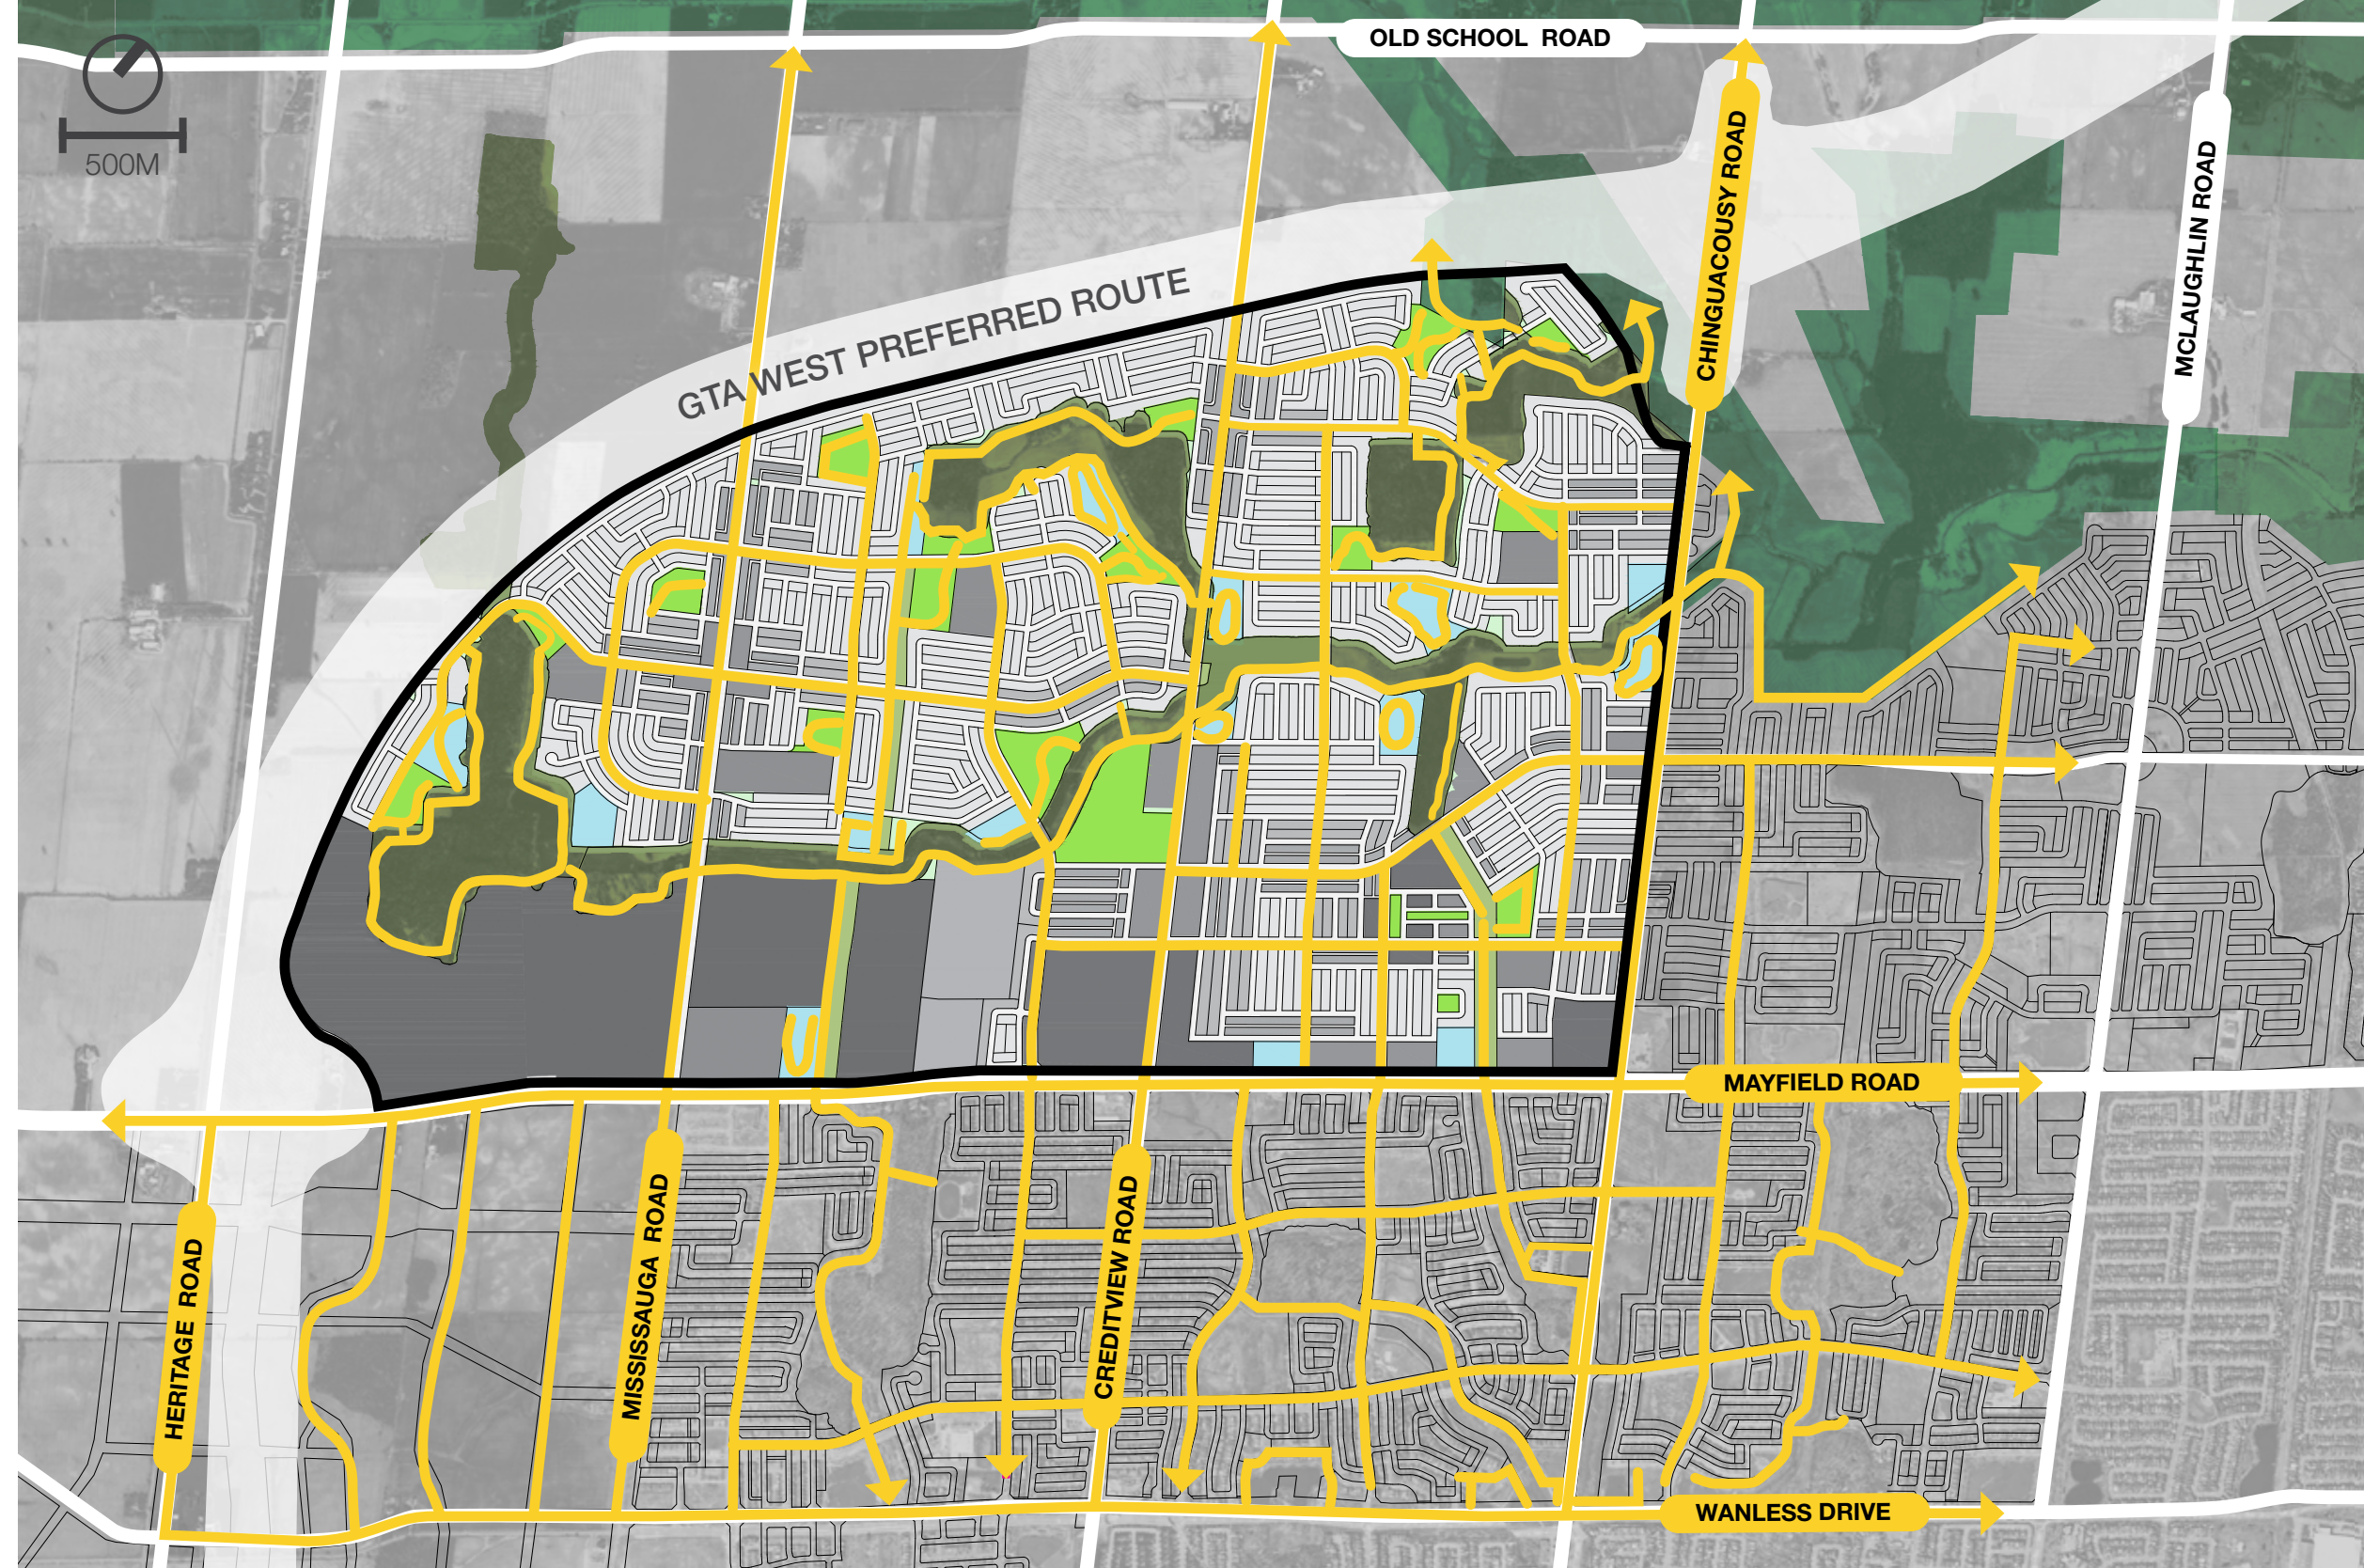 OLD SCHOOL ROAD
500M
CHINGUACOUSY ROAD
MCLAUGHLIN ROAD
GTA WEST PREFERRED ROUTE
MAYFIELD ROAD
HERITAGE ROAD
MISSISSAUGA ROAD
CREDITVIEW ROAD
WANLESS DRIVE